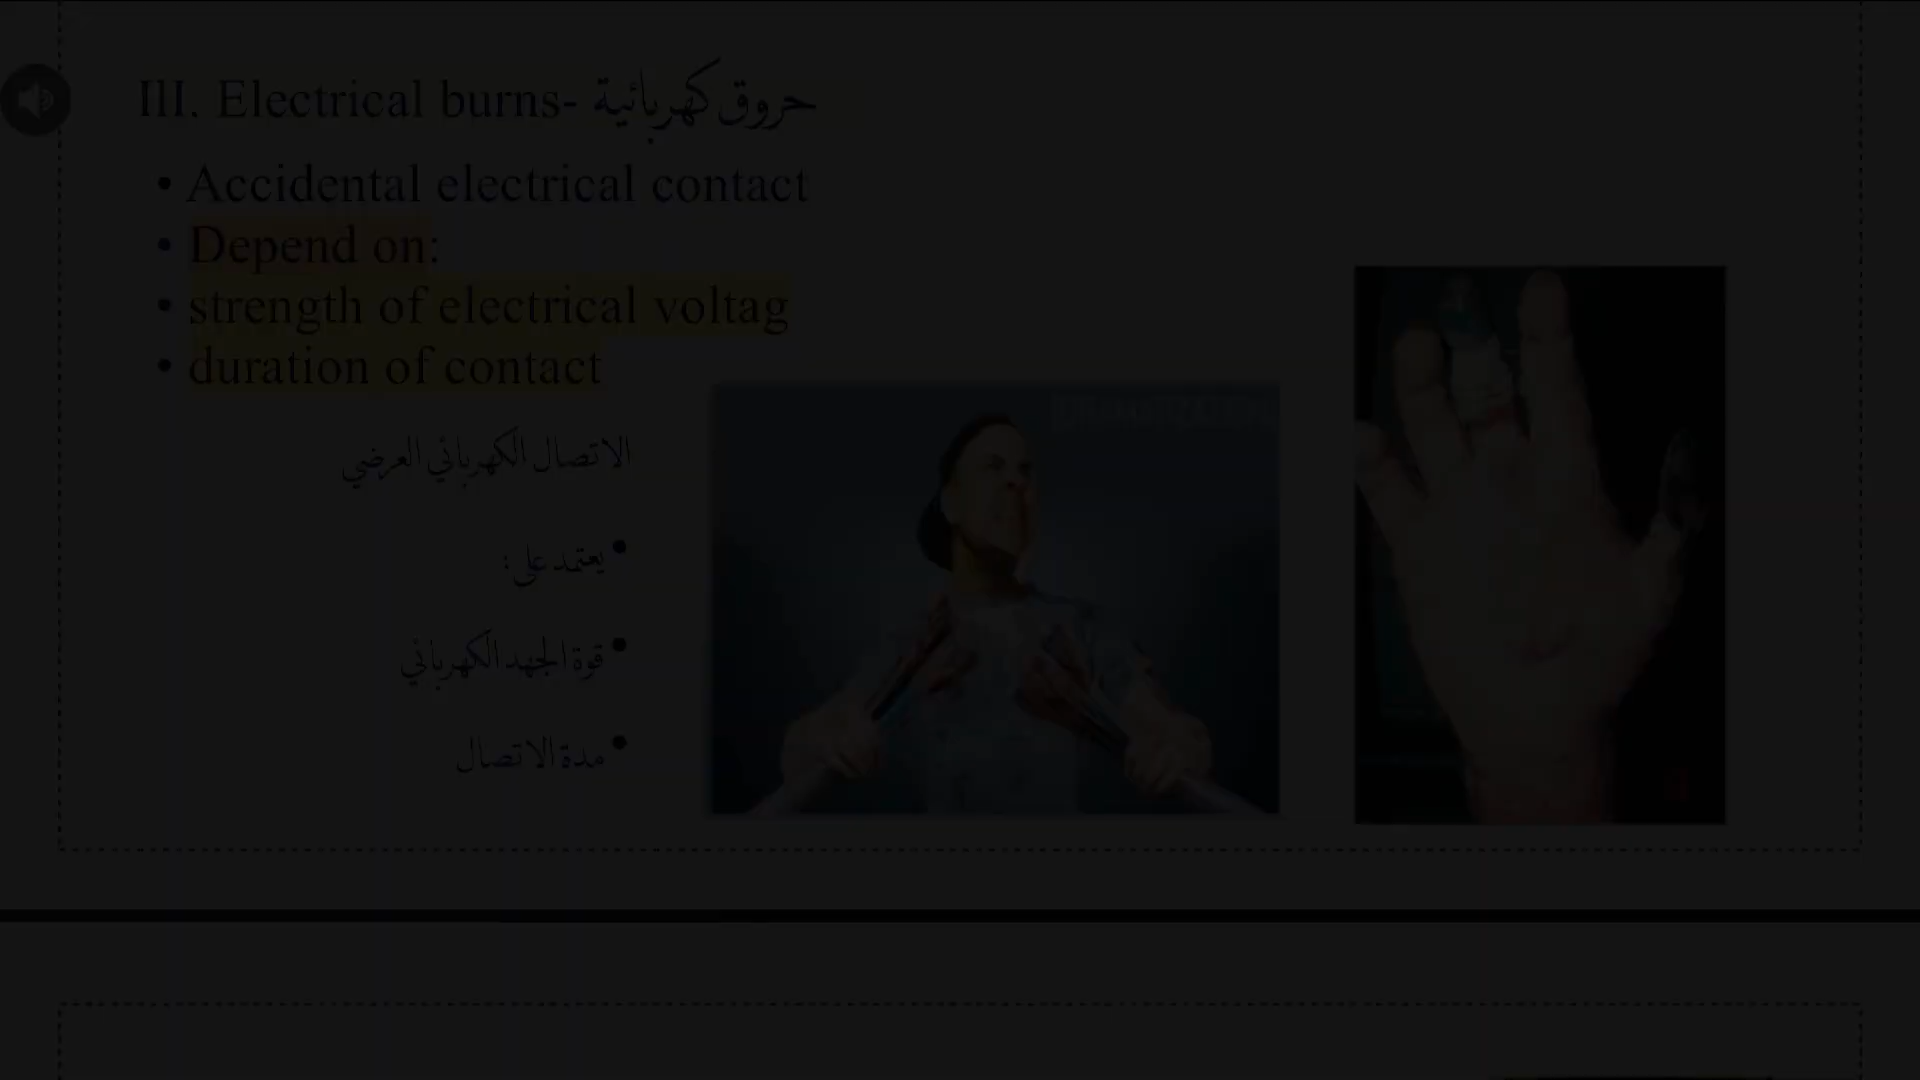 III. Electrical burns- حروق كهربائية
• Accidental electrical contact
• Depend on:
• strength of electrical voltag
• duration of contact
الاتصال الكهربائي العرضي
• يعتمد على:
• قوة الجهد الكهربائي
• مدة الاتصال